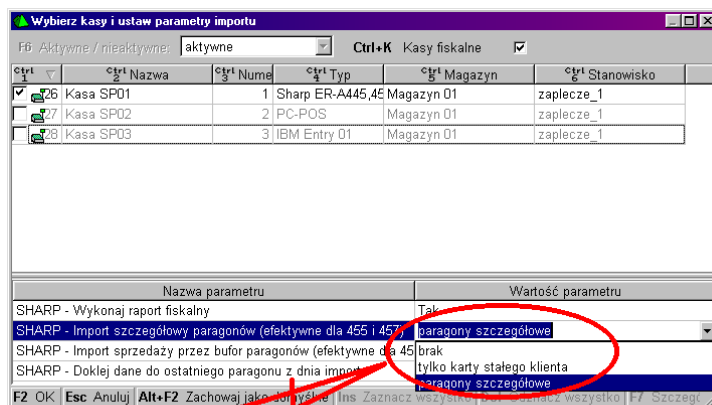 Wybierz kasy i ustaw parametry importu
F6 Aktywne / nieaktywne: aktywne Ctrl+K Kasy fiskalne
Ctrl 1 Ctrl 2 Nazwa Ctrl 3 Nume Ctrl 4 Typ Ctrl 5 Magazyn Ctrl 6 Stanowisko
26 Kasa SP01 1 Sharp ER-A445,45 Magazyn 01 zaplecze_1
27 Kasa SP02 2 PC-POS Magazyn 01 zaplecze_1
28 Kasa SP03 3 IBM Entry 01 Magazyn 01 zaplecze_1
Nazwa parametru Wartość parametru
SHARP - Wykonaj raport fiskalny Tak
SHARP - Import szczegółowy paragonów (efektywne dla 455 i 457) paragony szczegółowe
SHARP - Import sprzedaży przez bufor paragonów (efektywne dla 45 brak
tylko karty stałego klienta
SHARP - Doklej dane do ostatniego paragonu z dnia import
paragony szczegółowe
F2 OK Esc Anuluj Alt+F2 Zachowaj jako domyślne Ins Zaznacz wszystko Odznacz wszystko F7 Szczegó